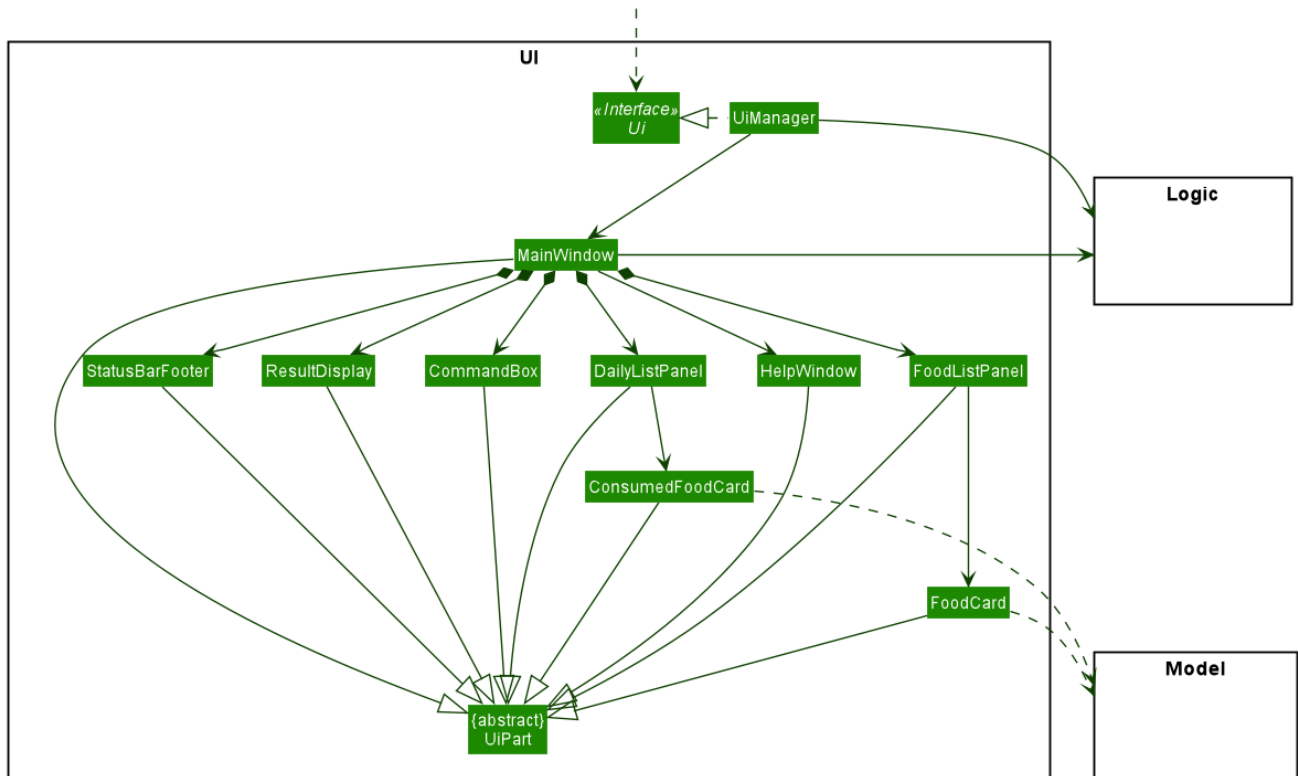 UI
«Interface»
Ui
UiManager
Logic
MainWindow
StatusBarFooter
ResultDisplay
CommandBox
DailyListPanel
HelpWindow
FoodListPanel
ConsumedFoodCard
FoodCard
Model
{abstract}
UiPart